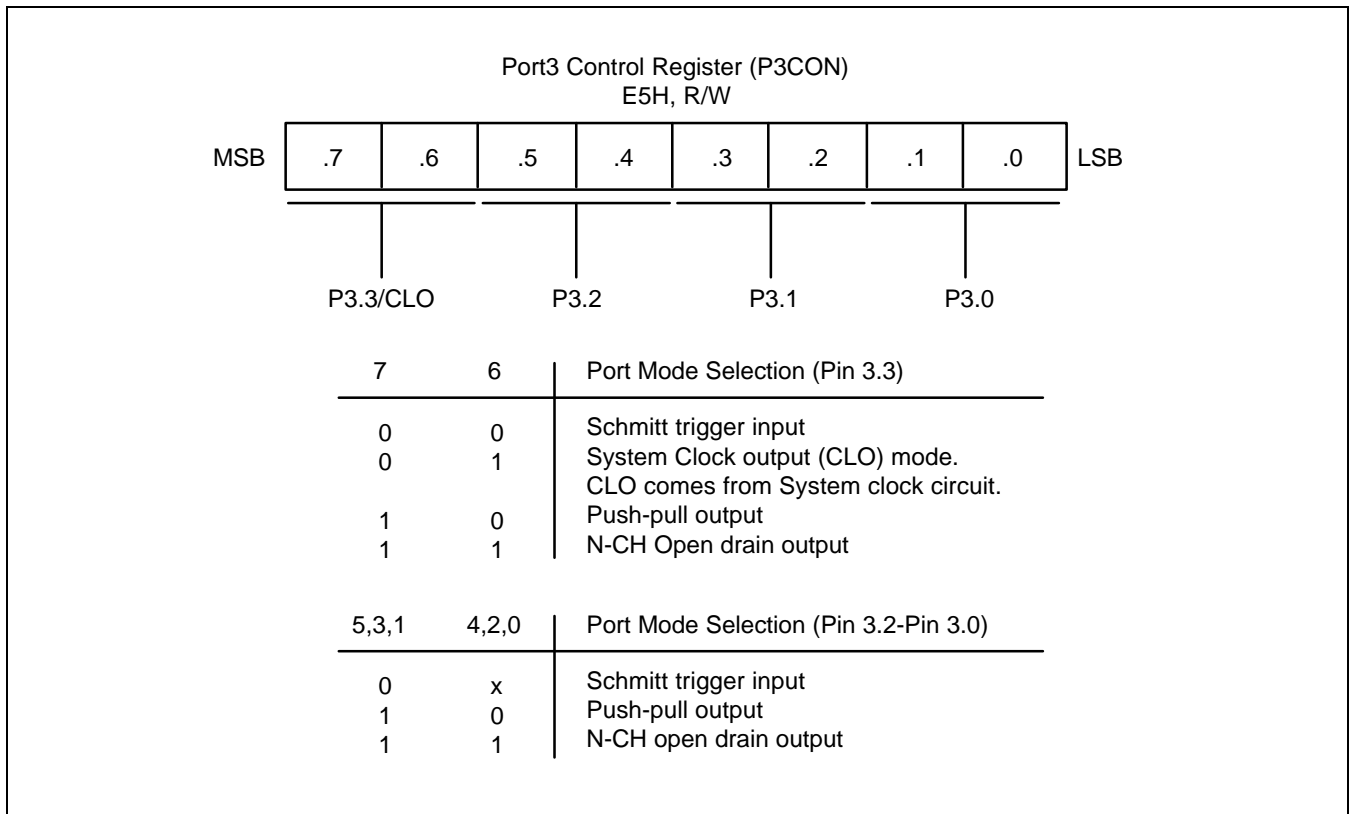 Port3 Control Register (P3CON)
E5H, R/W
MSB .7 .6 .5 .4 .3 .2 .1 .0 LSB
P3.3/CLO P3.2 P3.1 P3.0
7 6 Port Mode Selection (Pin 3.3)
0 0 Schmitt trigger input
0 1 System Clock output (CLO) mode.
CLO comes from System clock circuit.
1 0 Push-pull output
1 1 N-CH Open drain output
5,3,1 4,2,0 Port Mode Selection (Pin 3.2-Pin 3.0)
0 x Schmitt trigger input
1 0 Push-pull output
1 1 N-CH open drain output